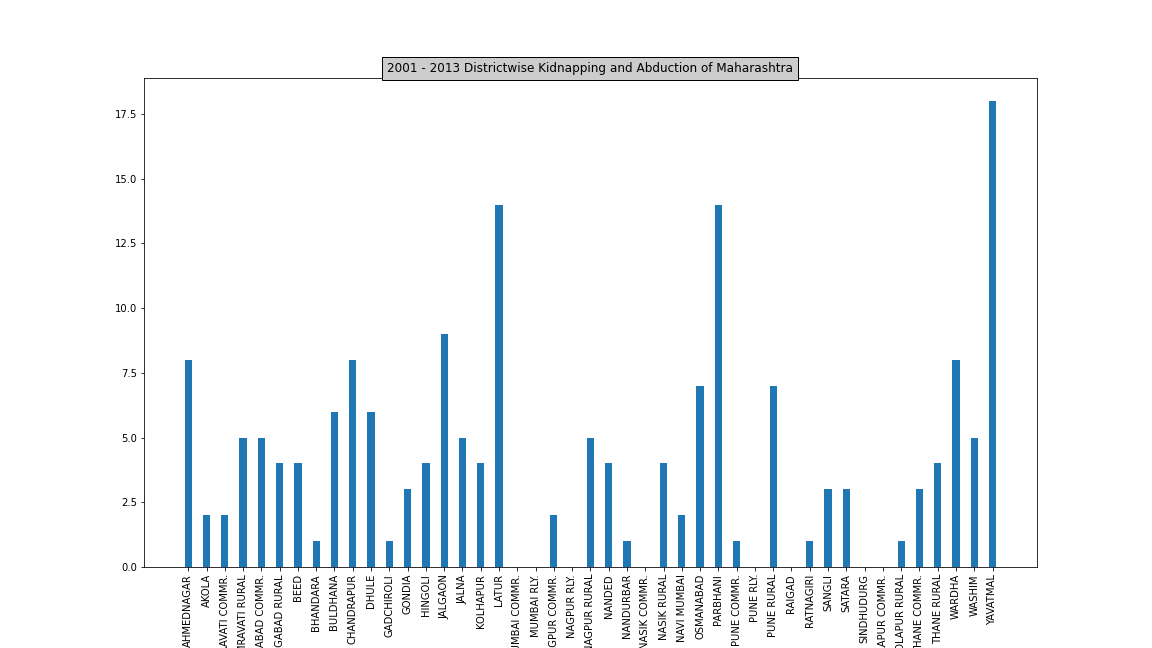 2001 - 2013 Districtwise Kidnapping and Abduction of Maharashtra
17.5
15.0
12.5
10.0
7.5
5.0
2.5
0.0
AHMEDNAGAR
AKOLA
AVATI COMMR.
RAVATI RURAL
ABAD COMMR.
GABAD RURAL
BEED
BHANDARA
BULDHANA
CHANDRAPUR
DHULE
GADCHIROLI
GONDIA
HINGOLI
JALGAON
JALNA
KOLHAPUR
LATUR
UMBAI COMMR.
MUMBAI RLY.
GPUR COMMR.
NAGPUR RLY.
NAGPUR RURAL
NANDED
NANDURBAR
NASIK COMMR.
NASIK RURAL
NAVI MUMBAI
OSMANABAD
PARBHANI
PUNE COMMR.
PUNE RLY.
PUNE RURAL
RAIGAD
RATNAGIRI
SANGLI
SATARA
SINDHUDURG
APUR COMMR.
OLAPUR RURAL
HANE COMMR.
THANE RURAL
WARDHA
WASHIM
YAVATMAL